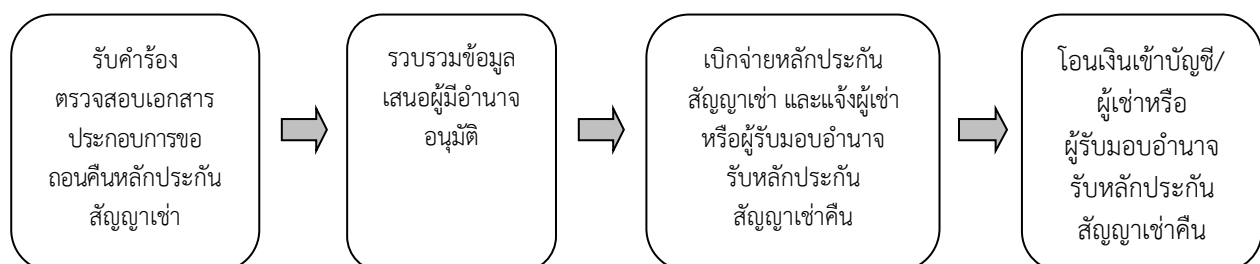 รับคำร้อง
ตรวจสอบเอกสาร
ประกอบการขอ
ถอนคืนหลักประกัน
สัญญาเช่า
รวบรวมข้อมูล
เสนอผู้มีอำนาจ
อนุมัติ
เบิกจ่ายหลักประกัน
สัญญาเช่า และแจ้งผู้เช่า
หรือผู้รับมอบอำนาจ
รับหลักประกัน
สัญญาเช่าคืน
โอนเงินเข้าบัญชี/
ผู้เช่าหรือ
ผู้รับมอบอำนาจ
รับหลักประกัน
สัญญาเช่าคืน